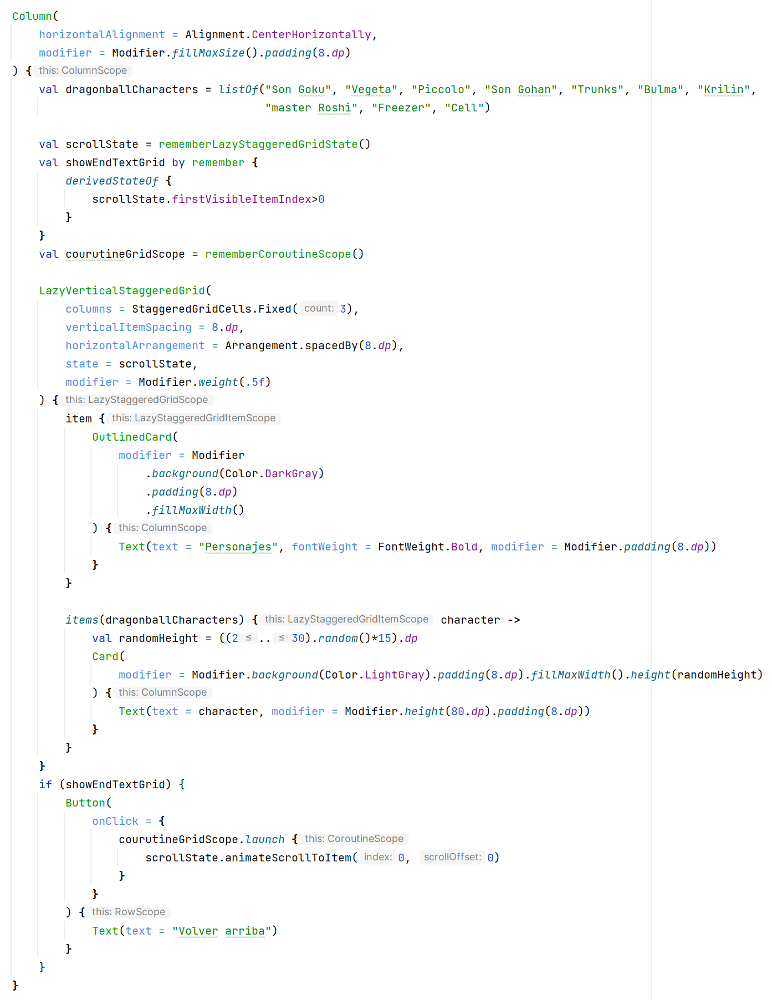 Column(
    horizontalAlignment = Alignment.CenterHorizontally,
    modifier = Modifier.fillMaxSize().padding(8.dp)
) { this: ColumnScope
    val dragonballCharacters = listOf("Son Goku", "Vegeta", "Piccolo", "Son Gohan", "Trunks", "Bulma", "Krilin",
                                      "master Roshi", "Freezer", "Cell")

    val scrollState = rememberLazyStaggeredGridState()
    val showEndTextGrid by remember {
        derivedStateOf {
            scrollState.firstVisibleItemIndex>0
        }
    }
    val courutineGridScope = rememberCoroutineScope()

    LazyVerticalStaggeredGrid(
        columns = StaggeredGridCells.Fixed( count: 3),
        verticalItemSpacing = 8.dp,
        horizontalArrangement = Arrangement.spacedBy(8.dp),
        state = scrollState,
        modifier = Modifier.weight(.5f)
    ) { this: LazyStaggeredGridScope
        item { this: LazyStaggeredGridItemScope
            OutlinedCard(
                modifier = Modifier
                    .background(Color.DarkGray)
                    .padding(8.dp)
                    .fillMaxWidth()
            ) { this: ColumnScope
                Text(text = "Personajes", fontWeight = FontWeight.Bold, modifier = Modifier.padding(8.dp))
            }
        }

        items(dragonballCharacters) { this: LazyStaggeredGridItemScope character ->
            val randomHeight = ((2 ≤ .. ≤ 30).random()*15).dp
            Card(
                modifier = Modifier.background(Color.LightGray).padding(8.dp).fillMaxWidth().height(randomHeight)
            ) { this: ColumnScope
                Text(text = character, modifier = Modifier.height(80.dp).padding(8.dp))
            }
        }
    }
    if (showEndTextGrid) {
        Button(
            onClick = {
                courutineGridScope.launch { this: CoroutineScope
                    scrollState.animateScrollToItem( index: 0, scrollOffset: 0)
                }
            }
        ) { this: RowScope
            Text(text = "Volver arriba")
        }
    }
}